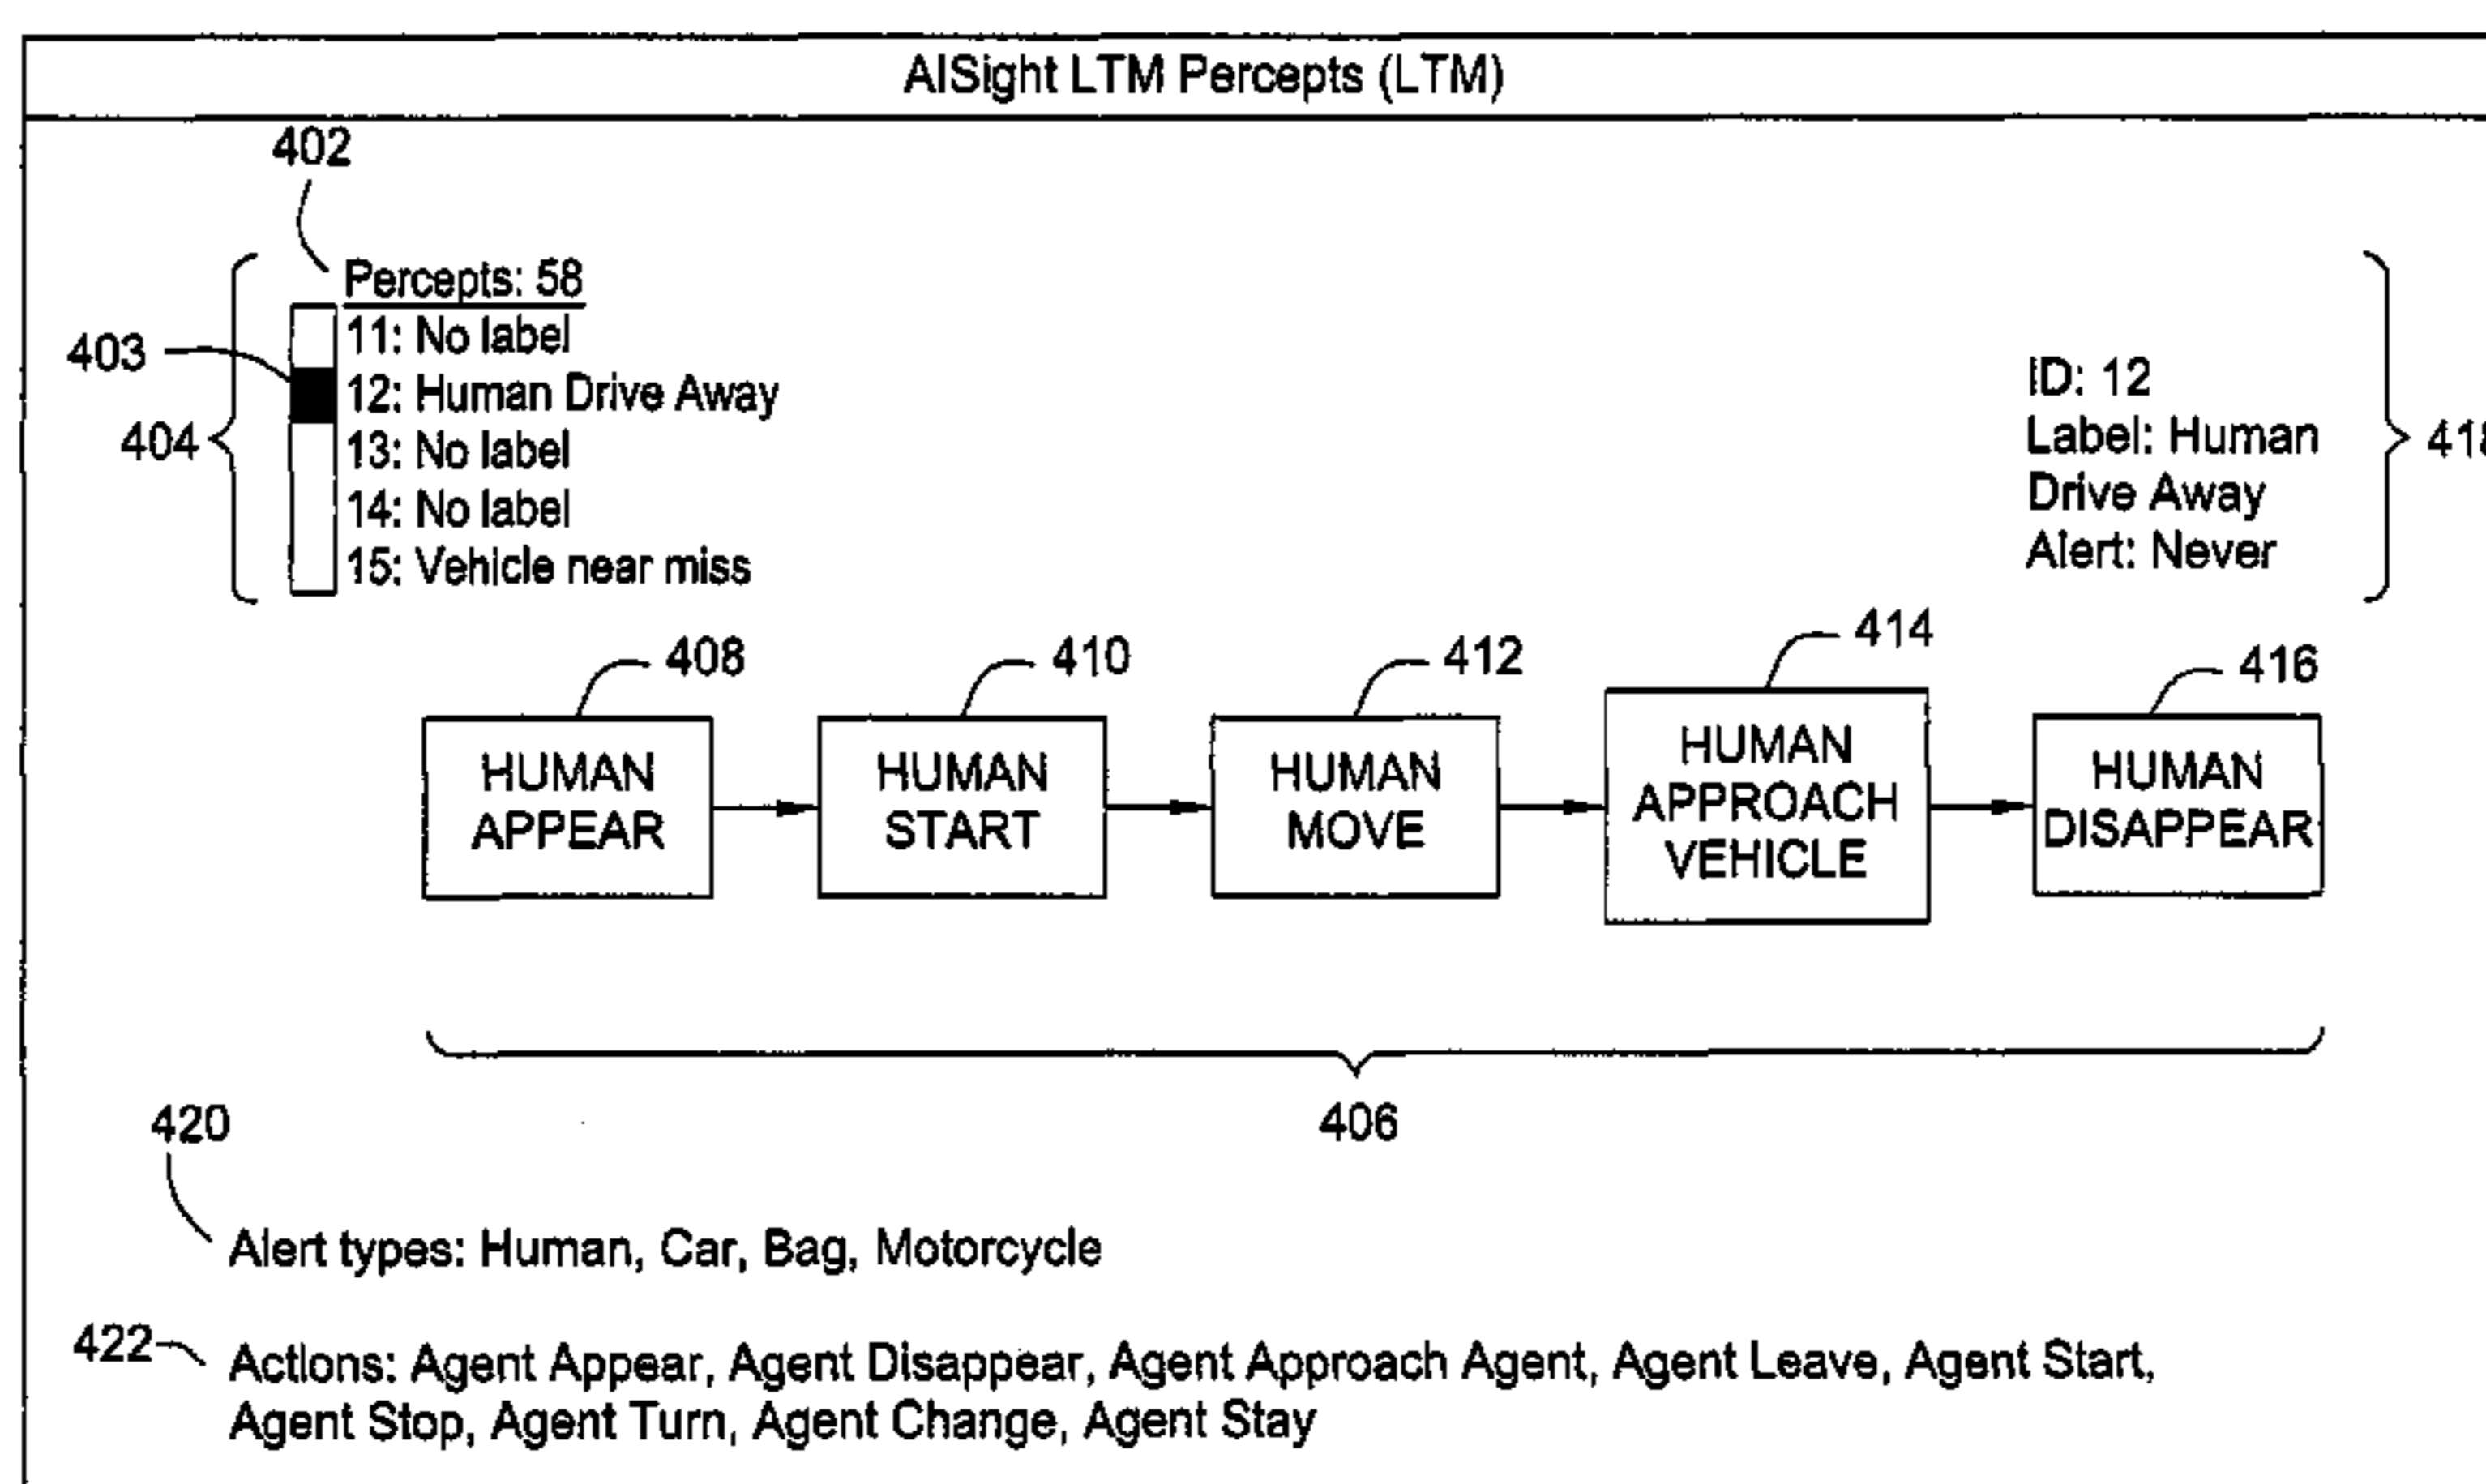 AISight LTM Percepts (LTM)
402
Percepts: 58
11: No label
403
12: Human Drive Away
404
13: No label
14: No label
15: Vehicle near miss
ID: 12
Label: Human
Drive Away
Alert: Never
418
408
410
412
414
416
HUMAN
APPEAR
HUMAN
START
HUMAN
MOVE
HUMAN
APPROACH
VEHICLE
HUMAN
DISAPPEAR
406
420
Alert types: Human, Car, Bag, Motorcycle
422
Actions: Agent Appear, Agent Disappear, Agent Approach Agent, Agent Leave, Agent Start,
Agent Stop, Agent Turn, Agent Change, Agent Stay